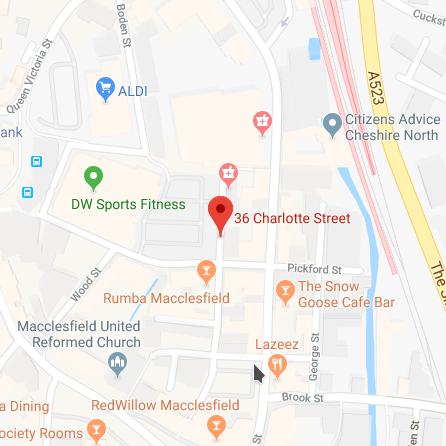 Cuckst
Boden St
Queen Victoria St
ALDI
A523
Citizens Advice
Cheshire North
ank
DW Sports Fitness
36 Charlotte Street
Pickford St
Wood St
Rumba Macclesfield
The Snow
Goose Cafe Bar
The Si
Macclesfield United
Reformed Church
Lazeez
George St
Brook St
a Dining
RedWillow Macclesfield
ociety Rooms
St
en St